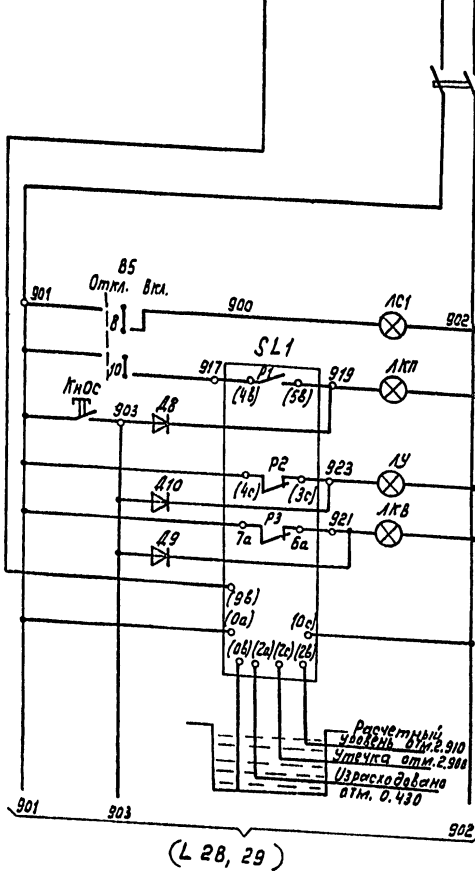 В5
Откл. Вкл.
901
8
900
ЛС1
902
SL1
10
917
Р1
919
ЛКП
(4в)
(5в)
КнОС
903
Д8
Р2
923
ЛУ
(4с)
(3с)
Д10
Р3
921
ЛКВ
7а
6а
Д9
(9в)
(0а)
10с)
(0в) (2а) (2с) (2в)
Расчетный
уровень отм.2.910
Утечка отм.2.900
Израсходовано
отм. 0.430
901
903
902
(L 28, 29)